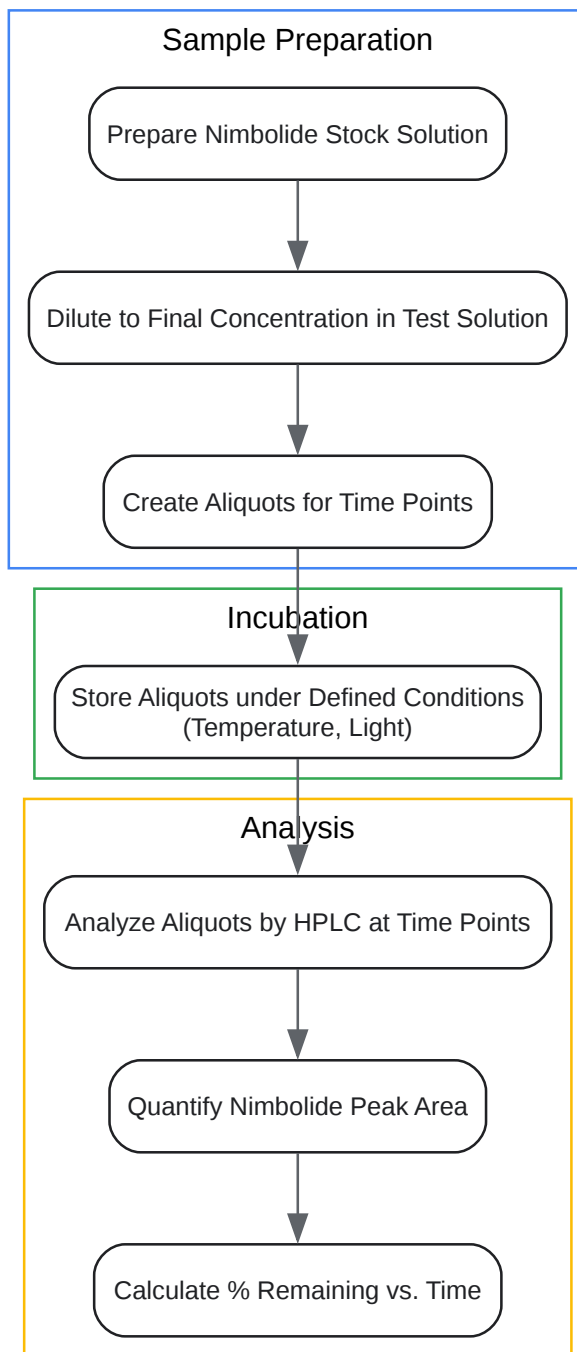 Sample Preparation
Prepare Nimbolide Stock Solution
Dilute to Final Concentration in Test Solution
Create Aliquots for Time Points
Incubation
Store Aliquots under Defined Conditions
(Temperature, Light)
Analysis
Analyze Aliquots by HPLC at Time Points
Quantify Nimbolide Peak Area
Calculate % Remaining vs. Time